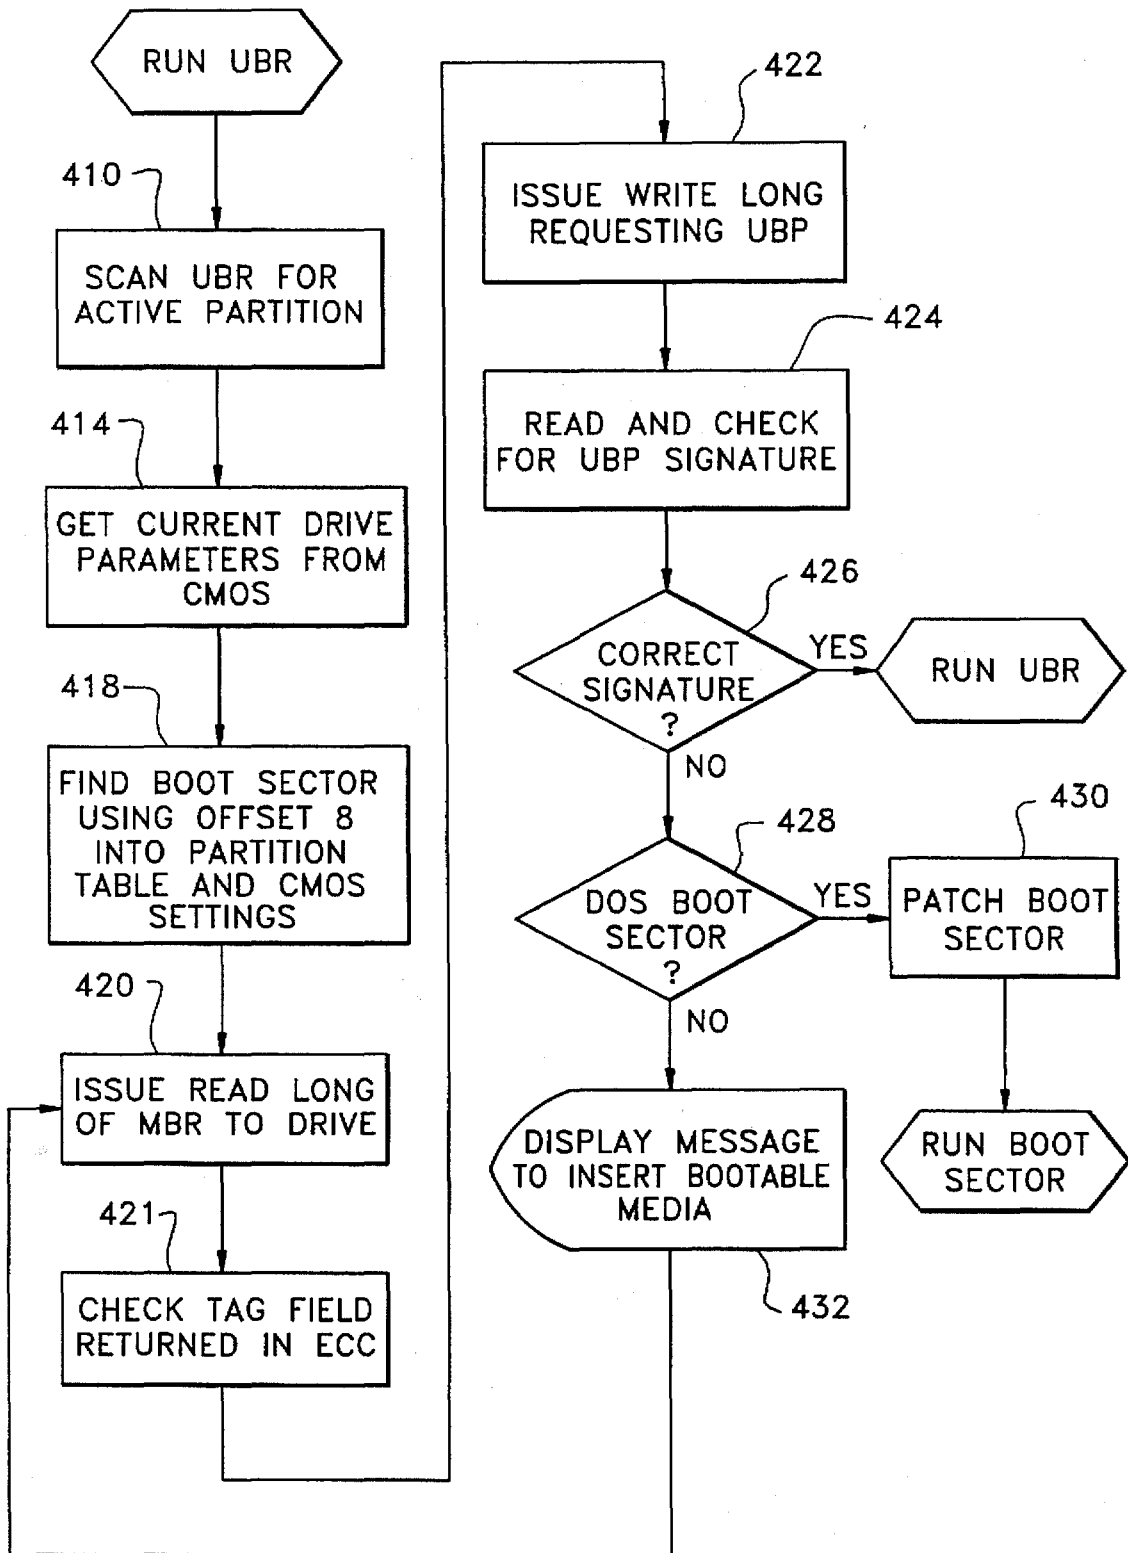 RUN UBR
410
SCAN UBR FOR
ACTIVE PARTITION
414
GET CURRENT DRIVE
PARAMETERS FROM
CMOS
418
FIND BOOT SECTOR
USING OFFSET 8
INTO PARTITION
TABLE AND CMOS
SETTINGS
420
ISSUE READ LONG
OF MBR TO DRIVE
421
CHECK TAG FIELD
RETURNED IN ECC
422
ISSUE WRITE LONG
REQUESTING UBP
424
READ AND CHECK
FOR UBP SIGNATURE
426
CORRECT
SIGNATURE
?
YES
RUN UBR
NO
428
DOS BOOT
SECTOR
?
YES
430
PATCH BOOT
SECTOR
RUN BOOT
SECTOR
NO
DISPLAY MESSAGE
TO INSERT BOOTABLE
MEDIA
432